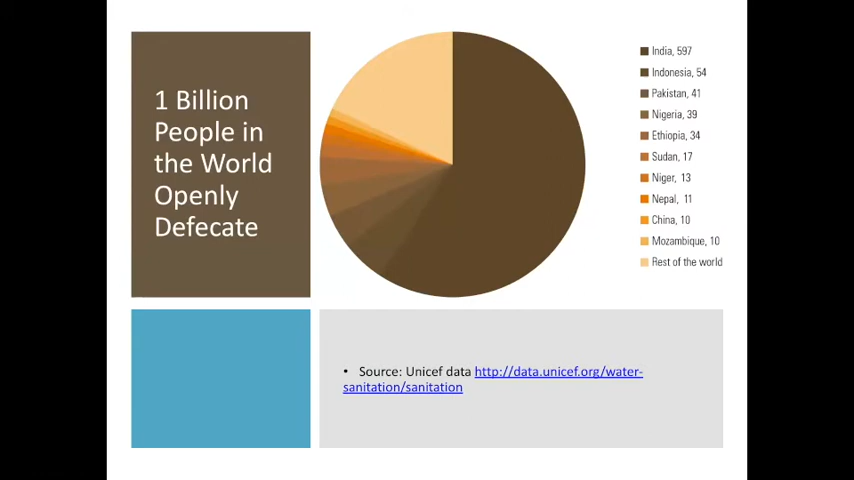 1 Billion
People in
the World
Openly
Defecate
India, 597
Indonesia, 54
Pakistan, 41
Nigeria, 39
Ethiopia, 34
Sudan, 17
Niger, 13
Nepal, 11
China, 10
Mozambique, 10
Rest of the world
• Source: Unicef data http://data.unicef.org/water-
sanitation/sanitation